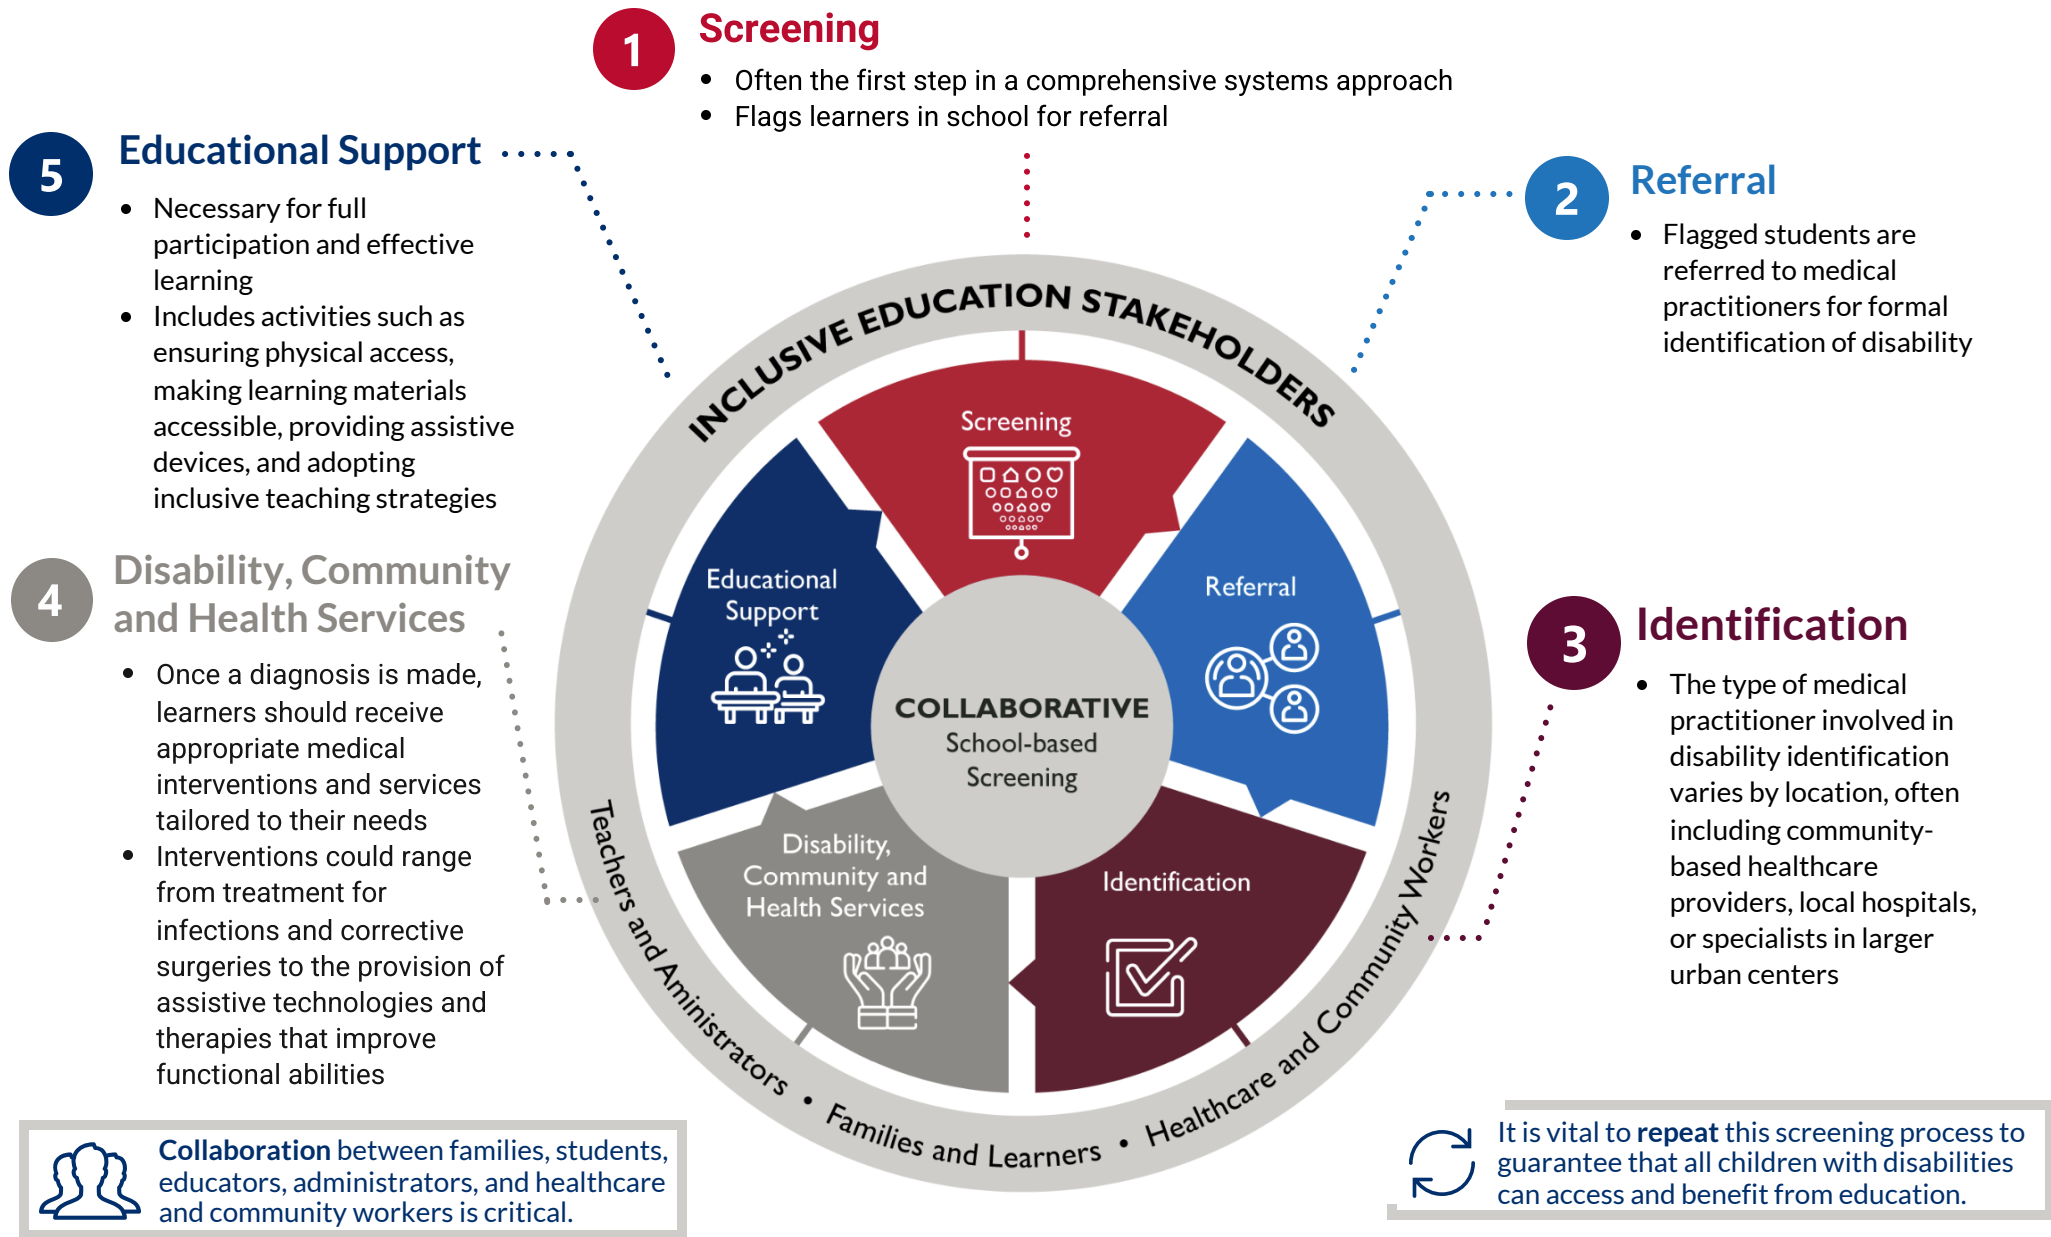 1
Screening
• Often the first step in a comprehensive systems approach
• Flags learners in school for referral
2
Referral
• Flagged students are
referred to medical
practitioners for formal
identification of disability
3
Identification
• The type of medical
practitioner involved in
disability identification
varies by location, often
including community-
based healthcare
providers, local hospitals,
or specialists in larger
urban centers
4
Disability, Community
and Health Services
• Once a diagnosis is made,
learners should receive
appropriate medical
interventions and services
tailored to their needs
• Interventions could range
from treatment for
infections and corrective
surgeries to the provision of
assistive technologies and
therapies that improve
functional abilities
5
Educational Support
• Necessary for full
participation and effective
learning
• Includes activities such as
ensuring physical access,
making learning materials
accessible, providing assistive
devices, and adopting
inclusive teaching strategies
INCLUSIVE EDUCATION STAKEHOLDERS
Screening
Referral
Identification
Disability,
Community and
Health Services
Educational
Support
COLLABORATIVE
School-based
Screening
Teachers and Aministrators • Families and Learners • Healthcare and Community Workers
Collaboration between families, students,
educators, administrators, and healthcare
and community workers is critical.
It is vital to repeat this screening process to
guarantee that all children with disabilities
can access and benefit from education.